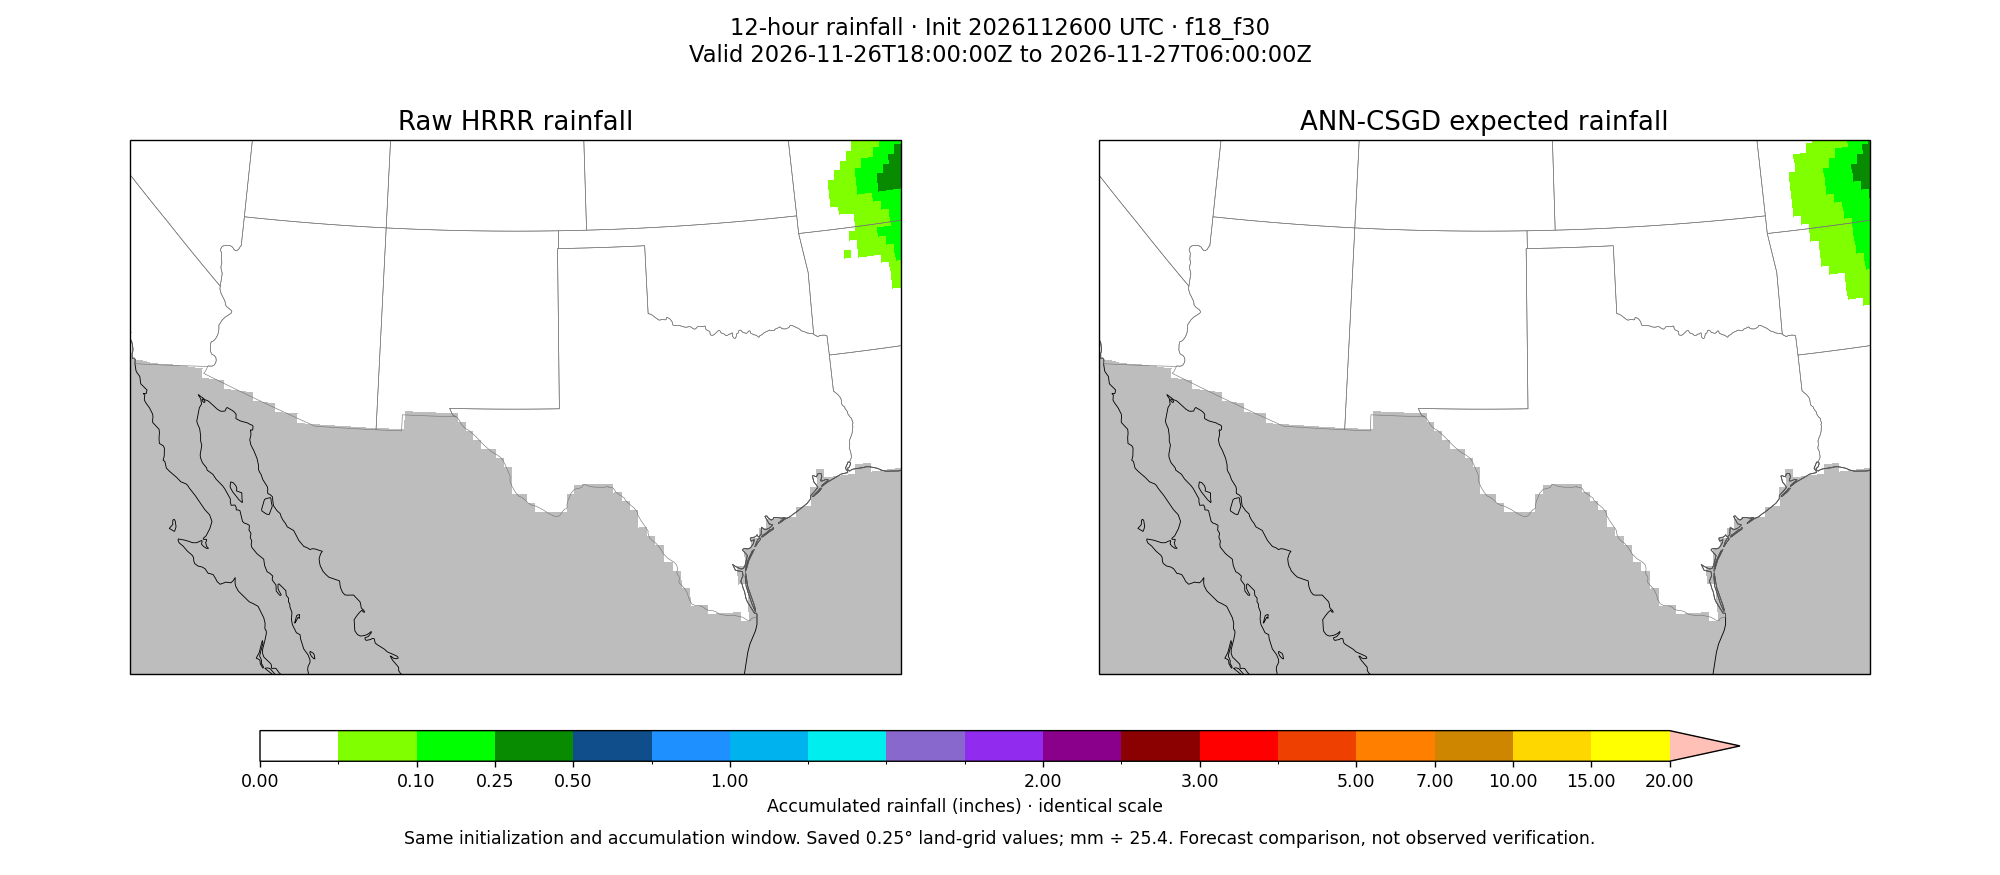 12-hour rainfall · Init 2026112600 UTC · f18_f30
Valid 2026-11-26T18:00:00Z to 2026-11-27T06:00:00Z
Raw HRRR rainfall
ANN-CSGD expected rainfall
0.00 0.10 0.25 0.50 1.00 2.00 3.00 5.00 7.00 10.00 15.00 20.00
Accumulated rainfall (inches) · identical scale
Same initialization and accumulation window. Saved 0.25° land-grid values; mm ÷ 25.4. Forecast comparison, not observed verification.